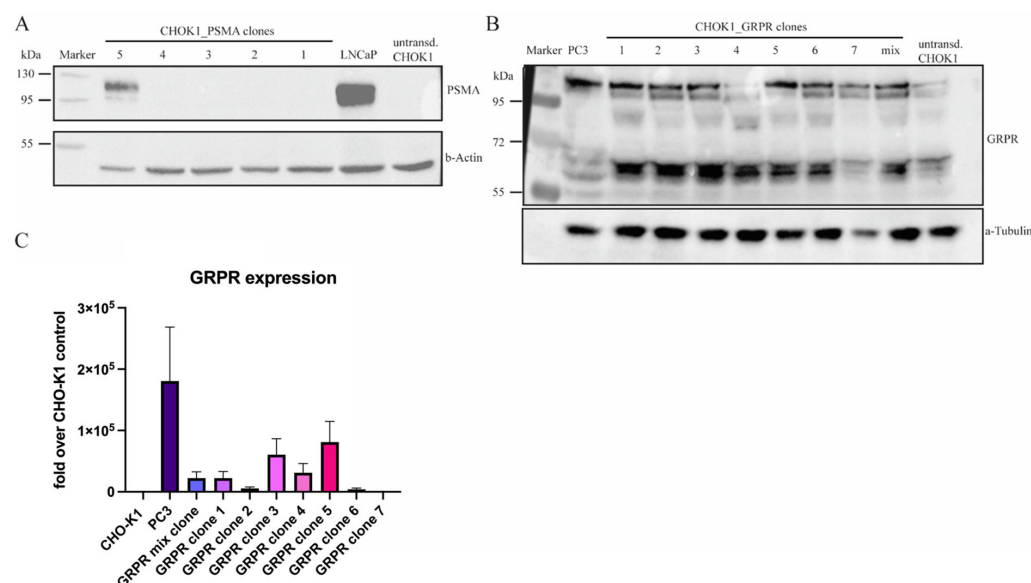 A
CHOK1_PSMA clones
kDa Marker 5 4 3 2 1 LNCaP untransd. CHOK1
130
95
PSMA
55
b-Actin
B
CHOK1_GRPR clones
Marker PC3 1 2 3 4 5 6 7 mix untransd. CHOK1
kDa
95
72
55
GRPR
a-Tubulin
C
GRPR expression
fold over CHO-K1 control
3×10⁵
2×10⁵
1×10⁵
0
CHO-K1
PC3
GRPR mix clone
GRPR clone 1
GRPR clone 2
GRPR clone 3
GRPR clone 4
GRPR clone 5
GRPR clone 6
GRPR clone 7